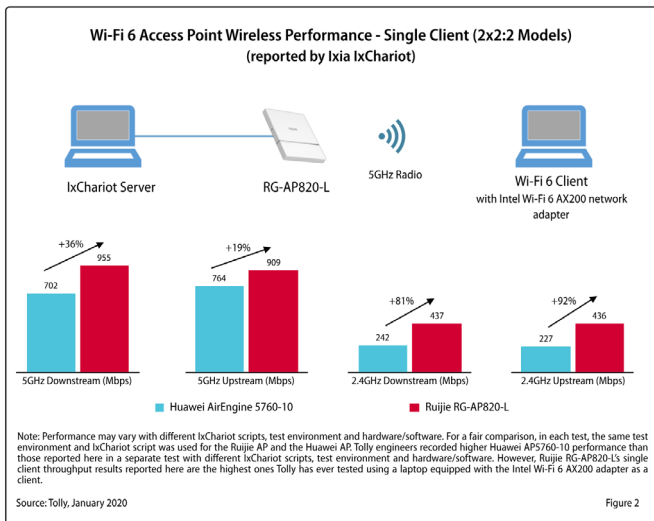 Wi-Fi 6 Access Point Wireless Performance - Single Client (2x2:2 Models)
(reported by Ixia IxChariot)
IxChariot Server
RG-AP820-L
5GHz Radio
Wi-Fi 6 Client
with Intel Wi-Fi 6 AX200 network
adapter
+36%
702
955
5GHz Downstream (Mbps)
+19%
764
909
5GHz Upstream (Mbps)
+81%
242
437
2.4GHz Downstream (Mbps)
+92%
227
436
2.4GHz Upstream (Mbps)
Huawei AirEngine 5760-10
Ruijie RG-AP820-L
Note: Performance may vary with different IxChariot scripts, test environment and hardware/software. For a fair comparison, in each test, the same test
environment and IxChariot script was used for the Ruijie AP and the Huawei AP. Tolly engineers recorded higher Huawei AP5760-10 performance than
those reported here in a separate test with different IxChariot scripts, test environment and hardware/software. However, Ruijie RG-AP820-L's single
client throughput results reported here are the highest ones Tolly has ever tested using a laptop equipped with the Intel Wi-Fi 6 AX200 adapter as a
client.
Source: Tolly, January 2020
Figure 2